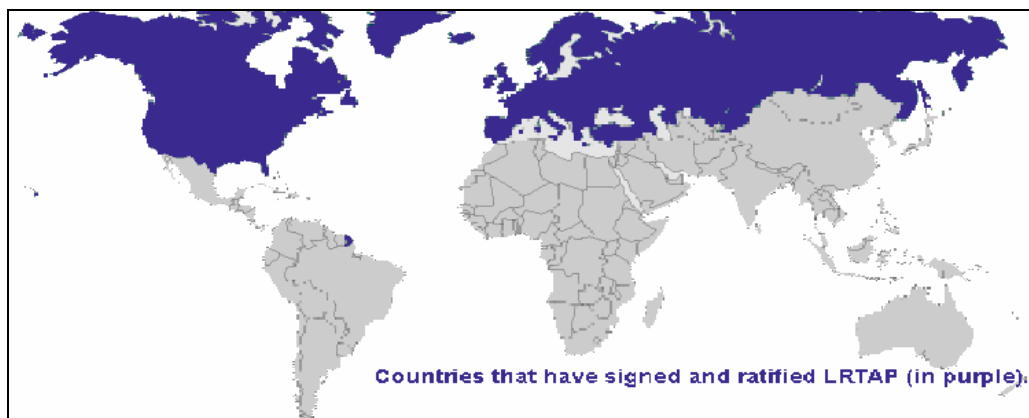 Countries that have signed and ratified LRTAP (in purple).